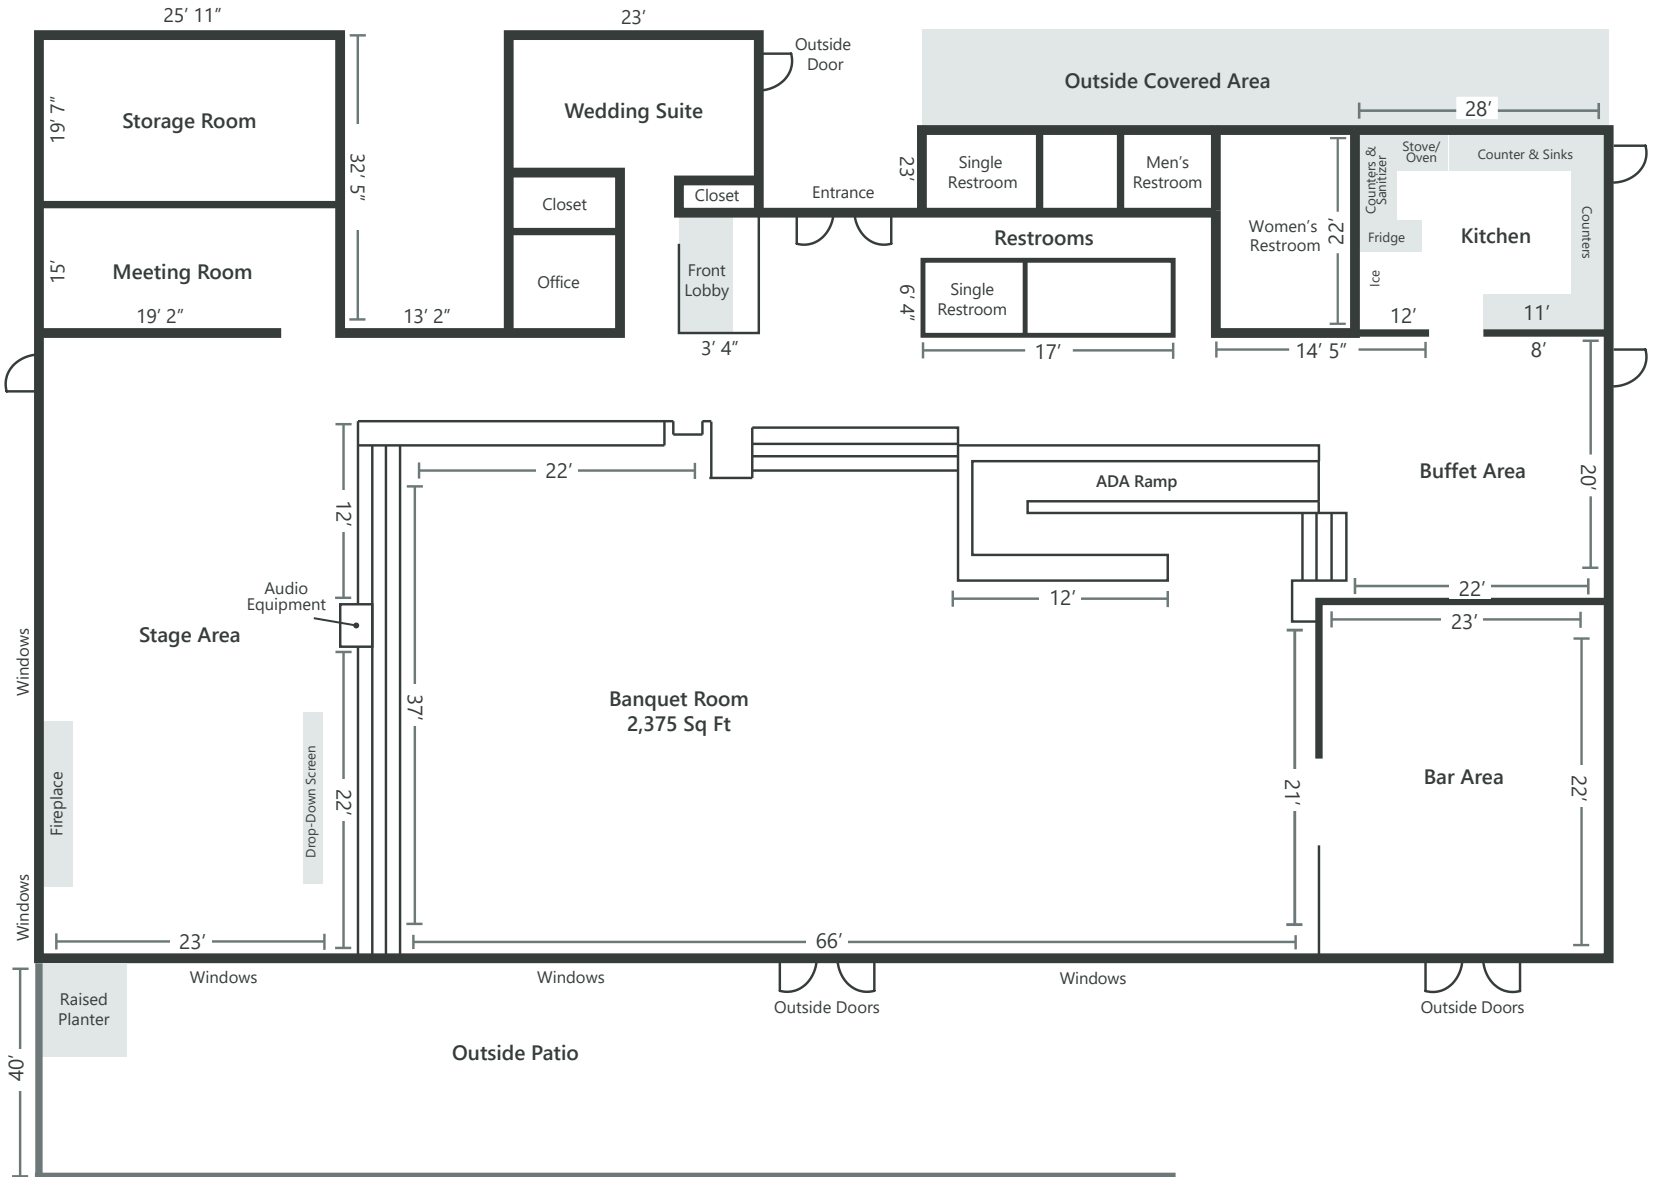 25′ 11″
23′
Outside
Door
Outside Covered Area
28′
Storage Room
19′ 7″
32′ 5″
Wedding Suite
23′
Single
Restroom
Men’s
Restroom
Counters &
Sanitizer
Stove/
Oven
Counter & Sinks
Closet
Closet
Entrance
Women’s
Restroom
22′
Fridge
Kitchen
Counters
Restrooms
Meeting Room
15′
19′ 2″
13′ 2″
Office
Front
Lobby
3′ 4″
6′ 4″
Single
Restroom
17′
Ice
12′
11′
14′ 5″
8′
22′
12′
ADA Ramp
Buffet Area
20′
Audio
Equipment
12′
22′
23′
Windows
Stage Area
37′
Banquet Room
2,375 Sq Ft
21′
Bar Area
22′
Fireplace
Drop-Down Screen
22′
Windows
23′
66′
Windows
Windows
Windows
Outside Doors
Outside Doors
Raised
Planter
40′
Outside Patio